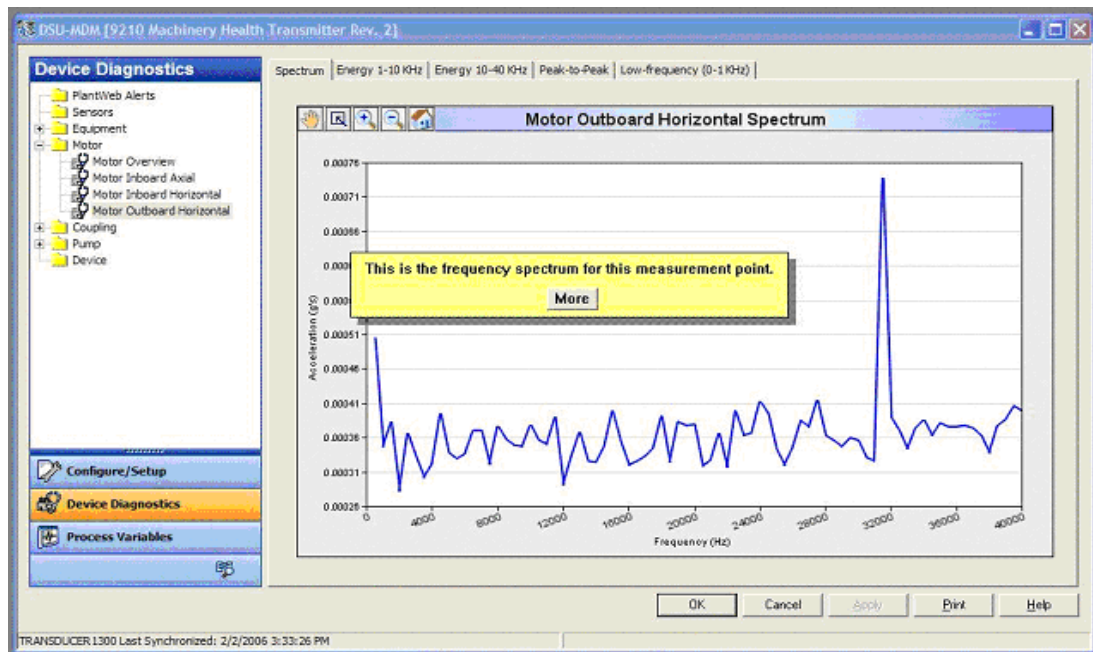 DSU-MDM [9210 Machinery Health Transmitter Rev. 2]
Device Diagnostics
PlantWeb Alerts
Sensors
Equipment
Motor
Motor Overview
Motor Inboard Axial
Motor Inboard Horizontal
Motor Outboard Horizontal
Coupling
Pump
Device
Configure/Setup
Device Diagnostics
Process Variables
Spectrum Energy 1-10 KHz Energy 10-40 KHz Peak-to-Peak Low-frequency (0-1 KHz)
Motor Outboard Horizontal Spectrum
0.00076
0.00071
0.00066
This is the frequency spectrum for this measurement point.
More
0.00051
0.00046
0.00041
0.00036
0.00031
0.00026
Acceleration (g's)
0 4000 8000 12000 16000 20000 24000 28000 32000 36000 40000
Frequency (Hz)
OK Cancel Apply Print Help
TRANSDUCER1300 Last Synchronized: 2/2/2006 3:33:26 PM